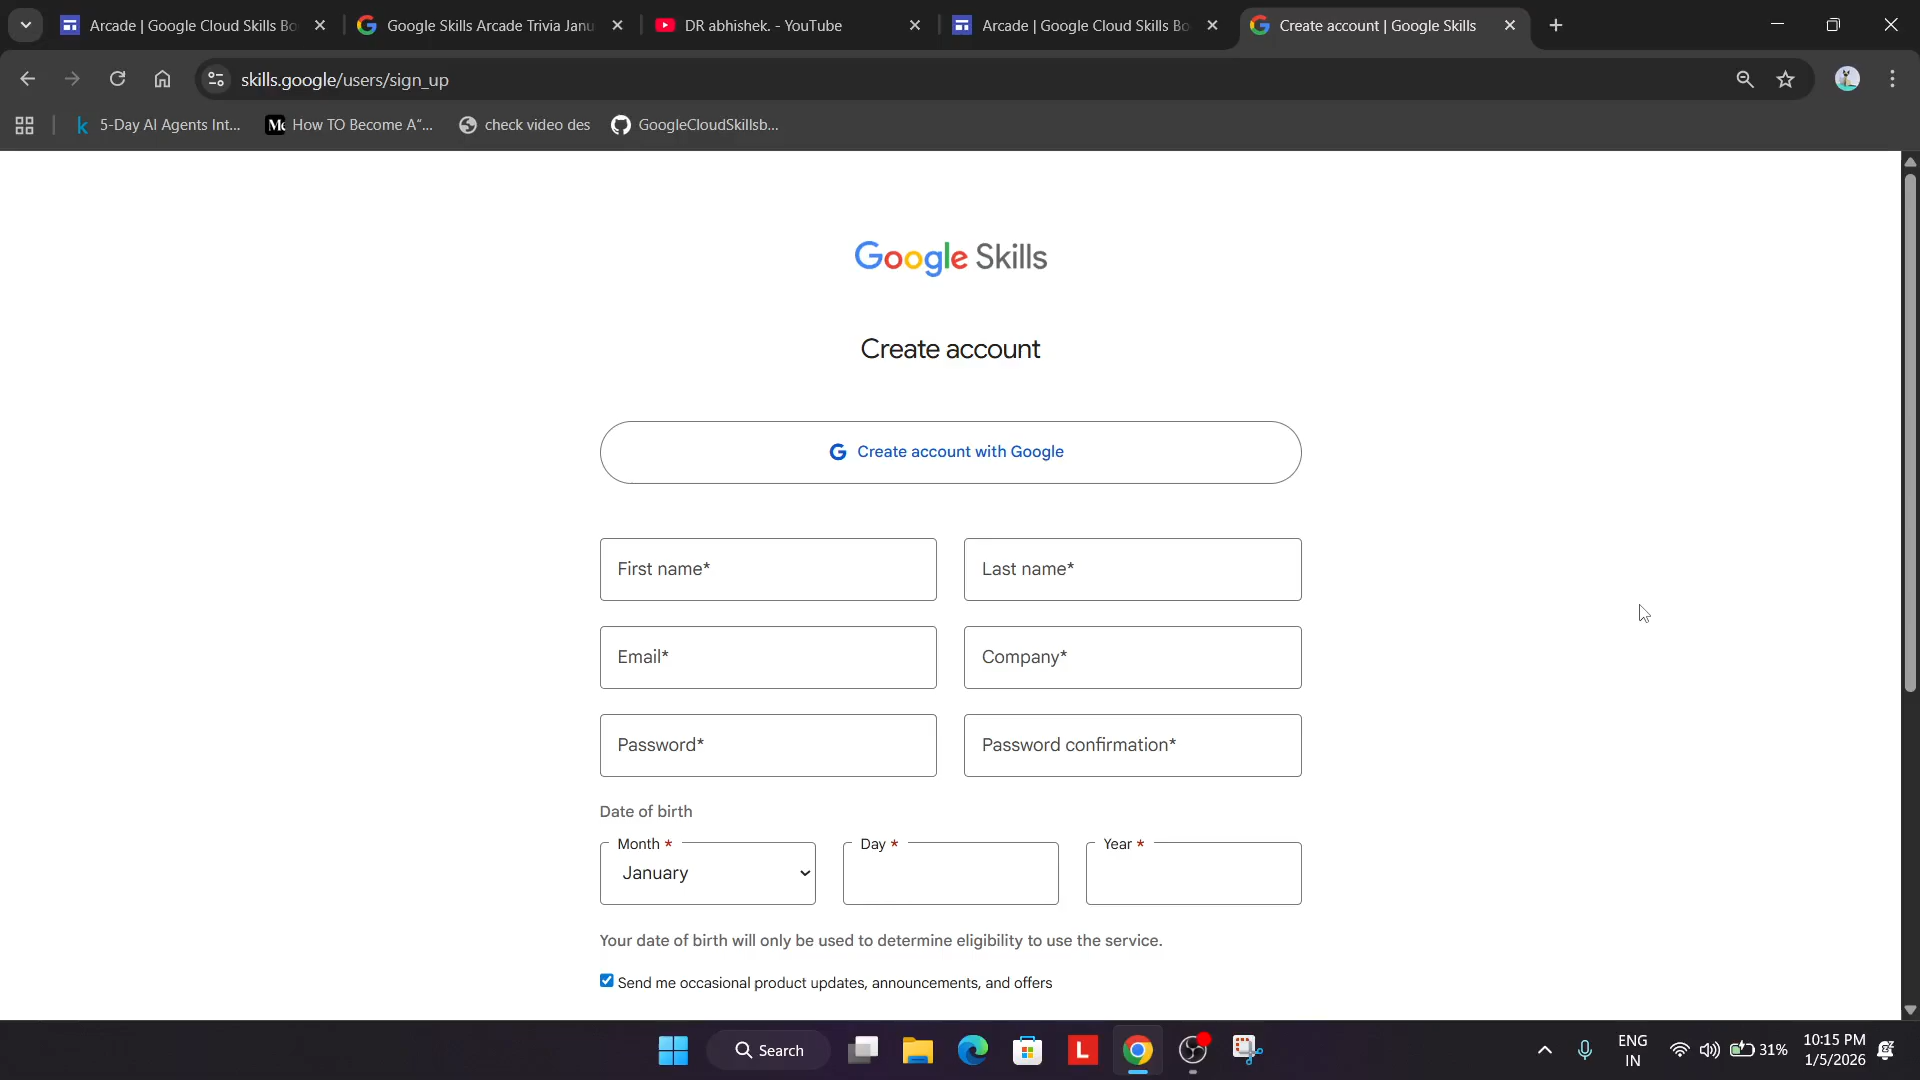 Arcade | Google Cloud Skills Bo
Google Skills Arcade Trivia Janu
DR abhishek. - YouTube
Arcade | Google Cloud Skills Bo
Create account | Google Skills
skills.google/users/sign_up
5-Day AI Agents Int...
How TO Become A“...
check video des
GoogleCloudSkillsb...
Google Skills
Create account
Create account with Google
First name*
Last name*
Email*
Company*
Password*
Password confirmation*
Date of birth
Month *
Day *
Year *
January
Your date of birth will only be used to determine eligibility to use the service.
Send me occasional product updates, announcements, and offers
Search
L
ENG
IN
31%
10:15 PM
1/5/2026